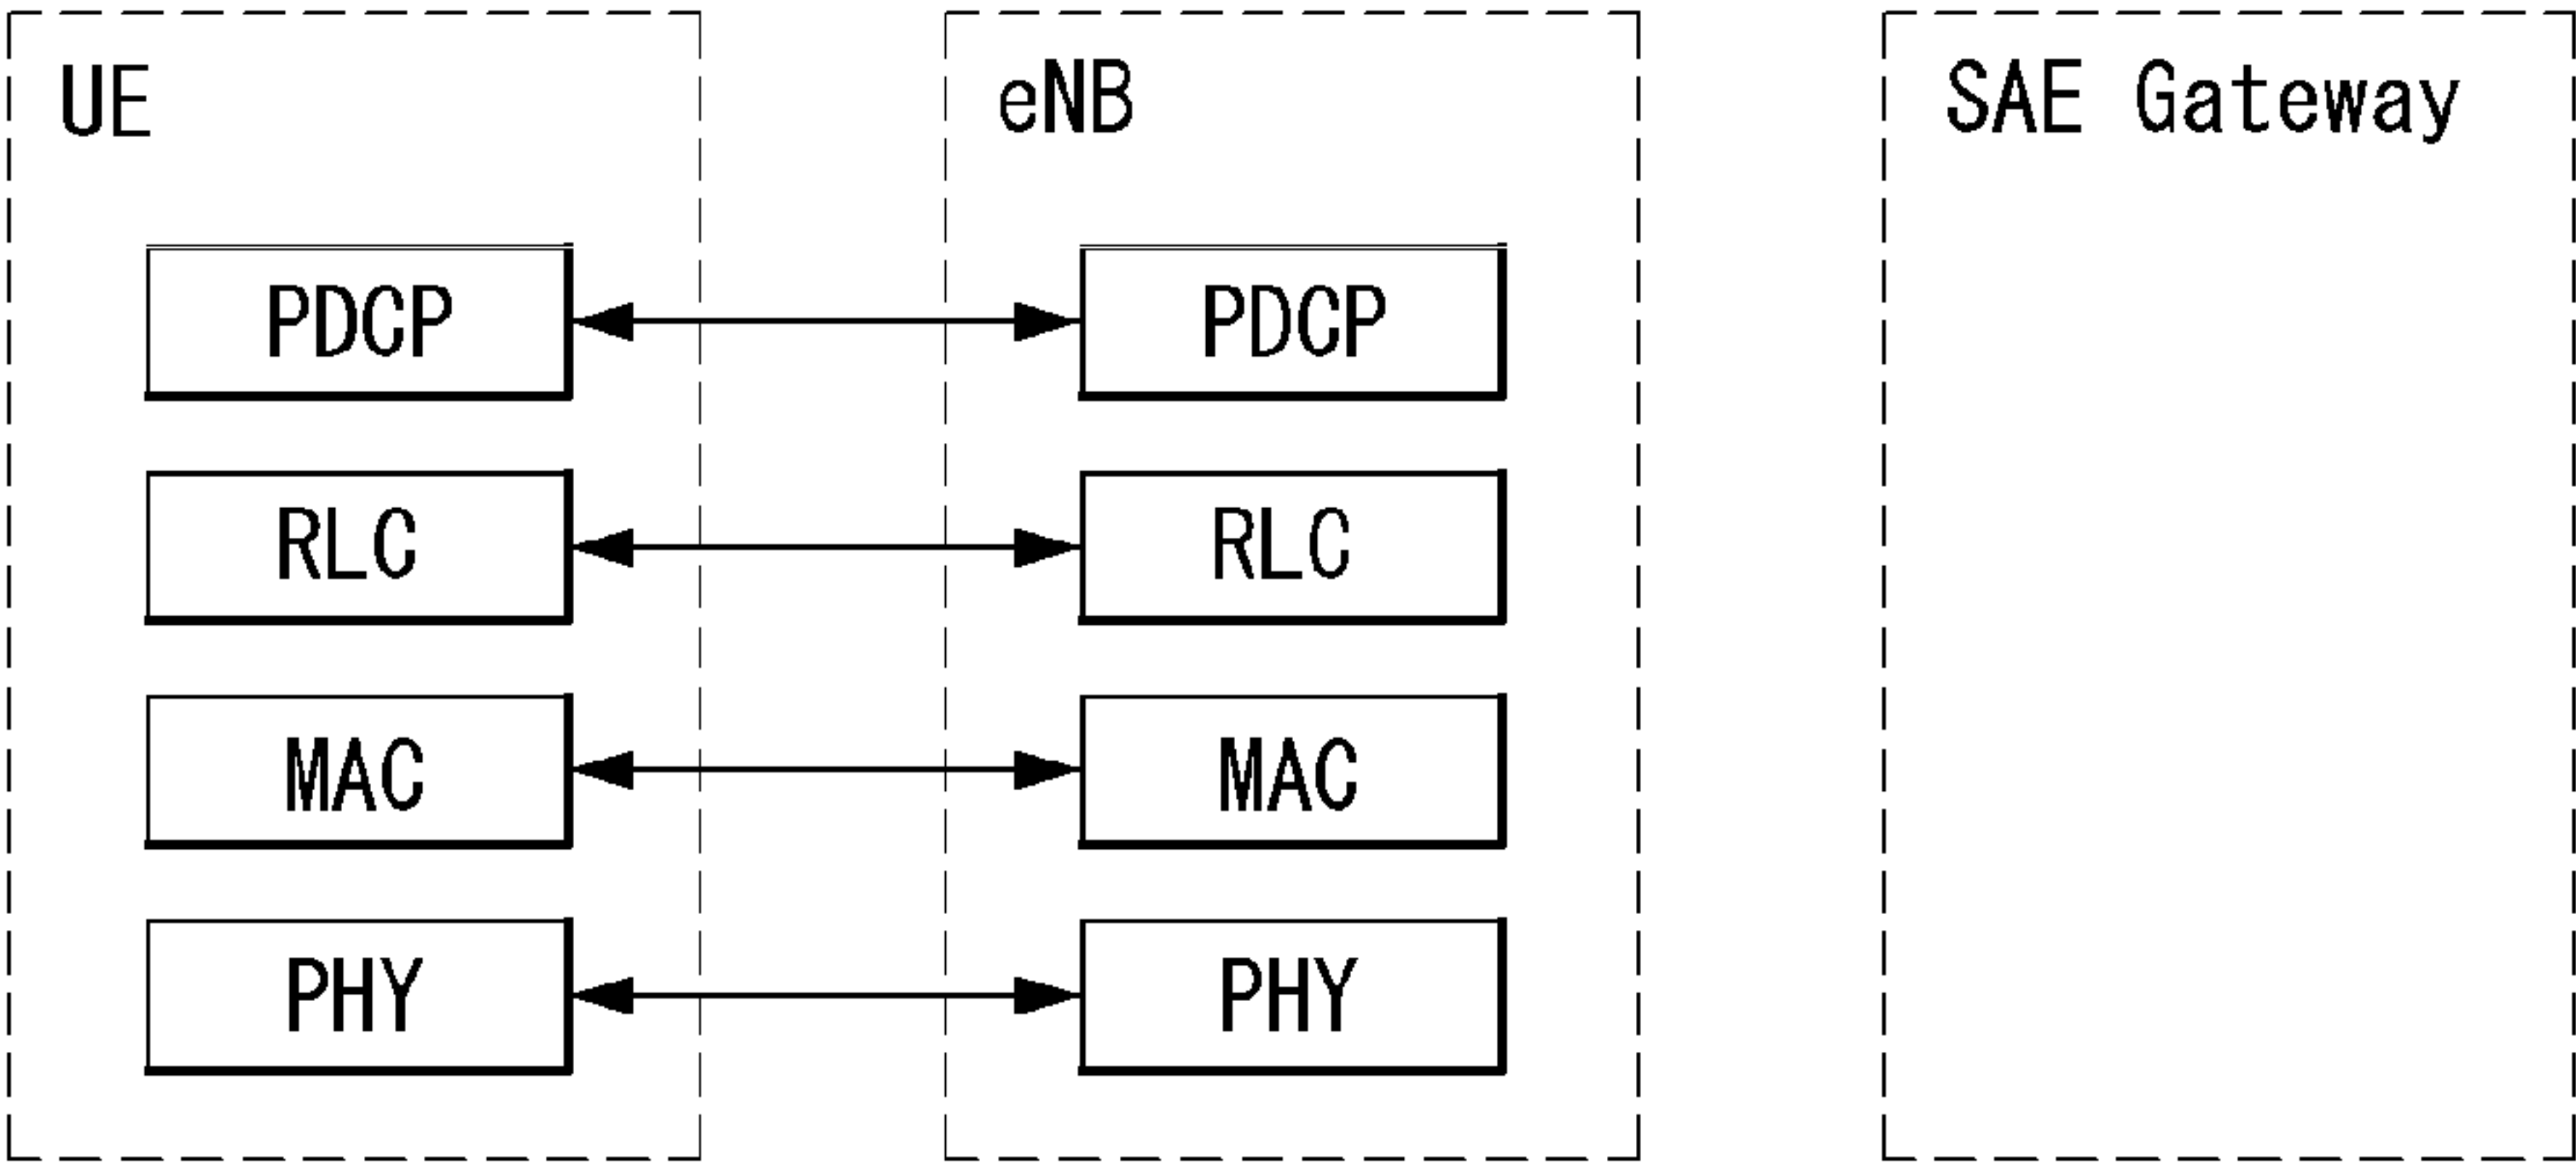 UE
eNB
SAE Gateway
PDCP
PDCP
RLC
RLC
MAC
MAC
PHY
PHY